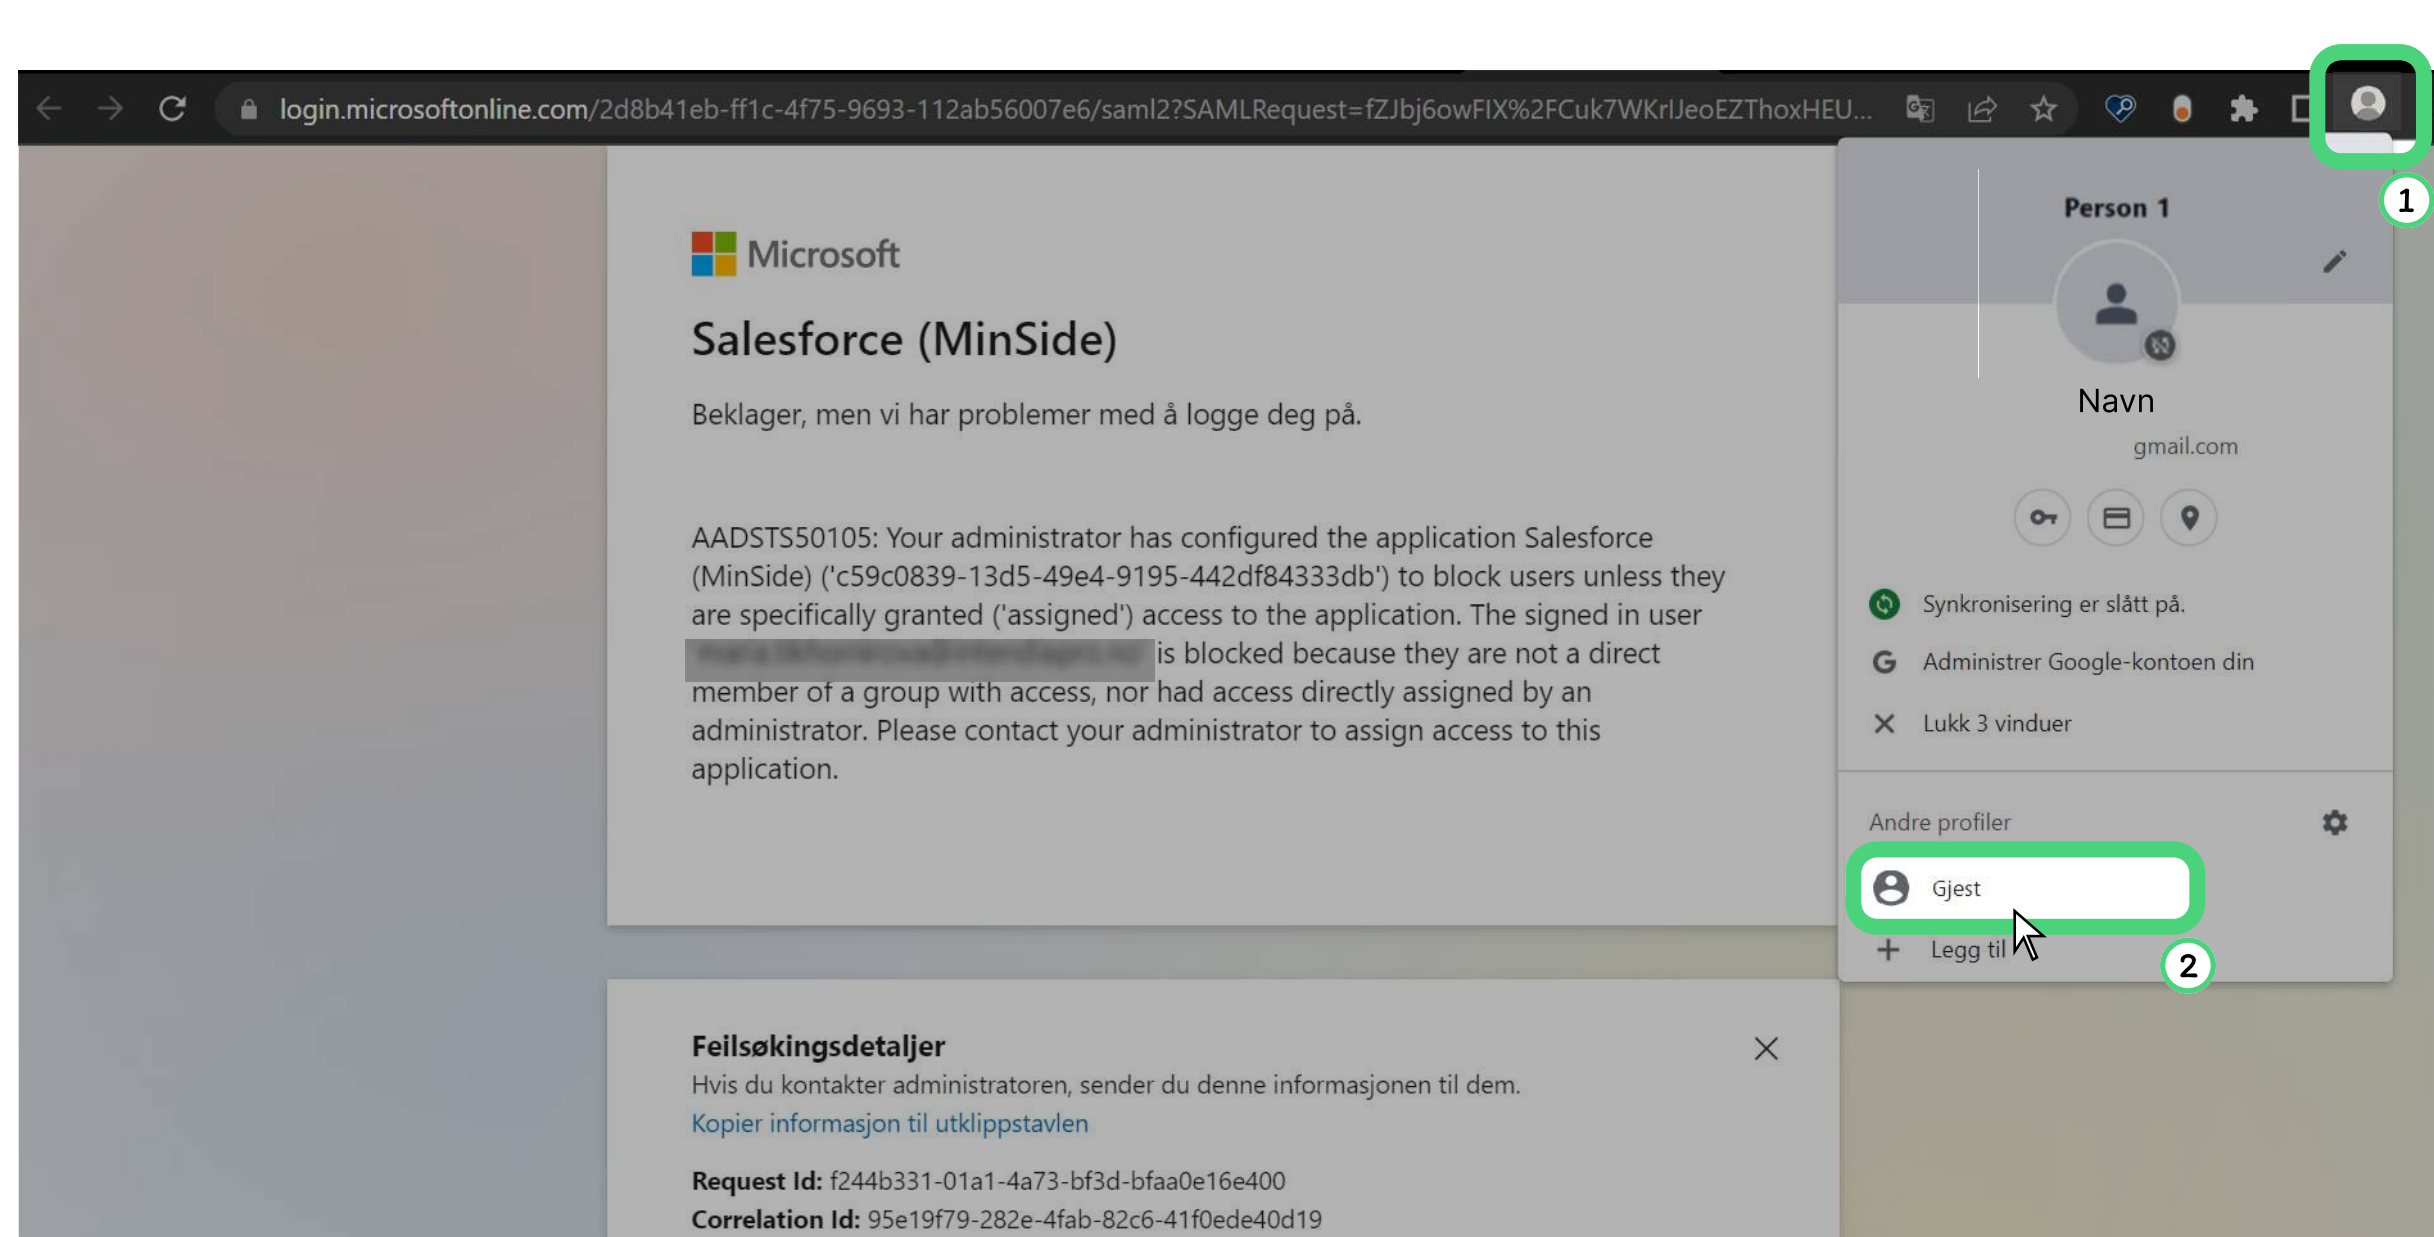 login.microsoftonline.com/2d8b41eb-ff1c-4f75-9693-112ab56007e6/saml2?SAMLRequest=fZJbj6owFIX%2FCuk7WKrIJeoEZThoxHEU...
1
Person 1
Microsoft
Salesforce (MinSide)
Navn
Beklager, men vi har problemer med å logge deg på.
gmail.com
AADSTS50105: Your administrator has configured the application Salesforce
(MinSide) ('c59c0839-13d5-49e4-9195-442df84333db') to block users unless they
are specifically granted ('assigned') access to the application. The signed in user
is blocked because they are not a direct
member of a group with access, nor had access directly assigned by an
administrator. Please contact your administrator to assign access to this
application.
Synkronisering er slått på.
G Administrer Google-kontoen din
Lukk 3 vinduer
Andre profiler
Gjest
Legg til
2
Feilsøkingsdetaljer
Hvis du kontakter administratoren, sender du denne informasjonen til dem.
Kopier informasjon til utklippstavlen
Request Id: f244b331-01a1-4a73-bf3d-bfaa0e16e400
Correlation Id: 95e19f79-282e-4fab-82c6-41f0ede40d19